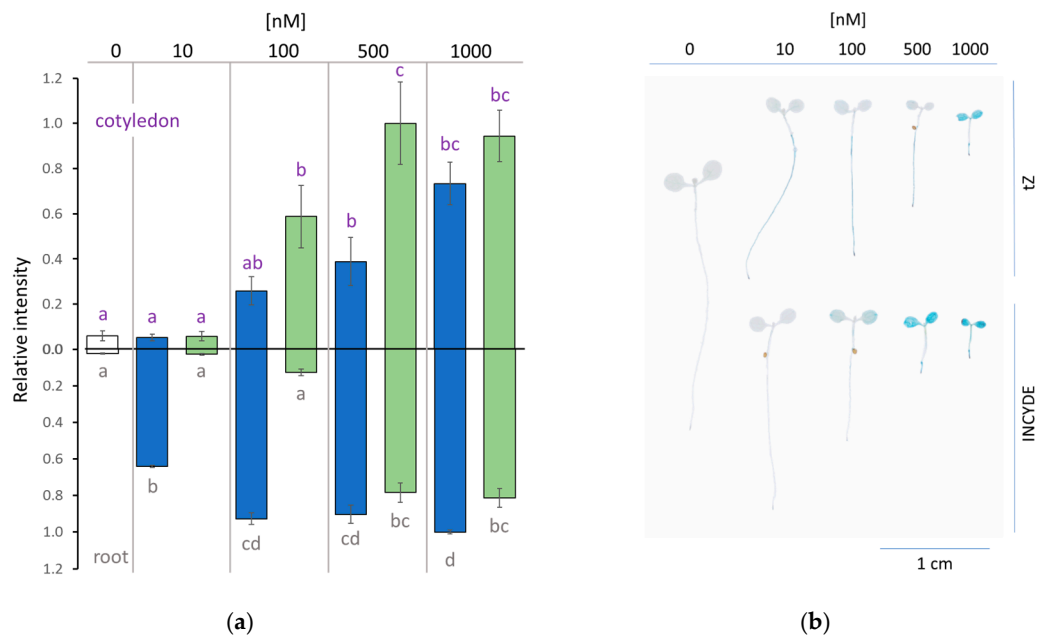 [nM]
0 10 100 500 1000
1.2
1.0
0.8
0.6
0.4
0.2
0.0
0.2
0.4
0.6
0.8
1.0
1.2
Relative intensity
cotyledon
root
a a a ab b b c bc bc
a b a cd a cd bc d bc
(a)
[nM]
0 10 100 500 1000
tZ
INCYDE
1 cm
(b)